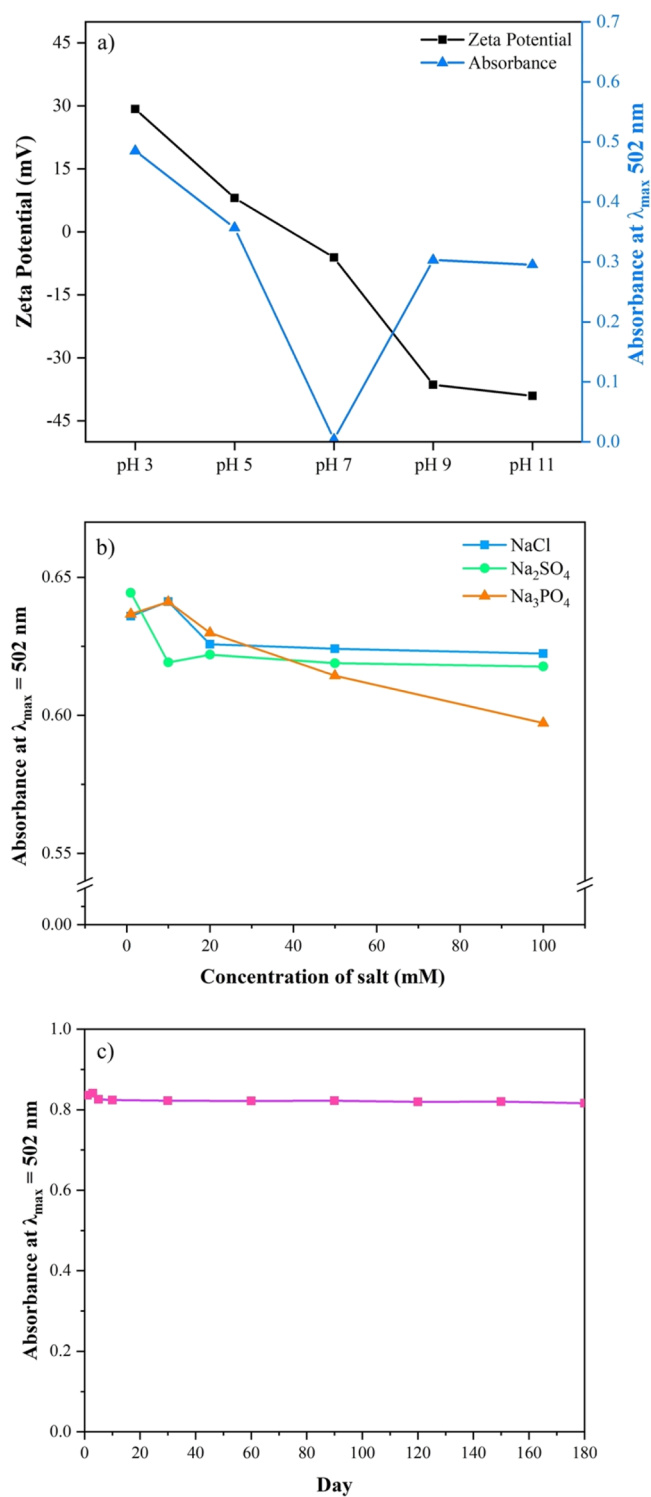 a)
Zeta Potential
Absorbance
45
30
15
0
-15
-30
-45
Zeta Potential (mV)
0.7
0.6
0.5
0.4
0.3
0.2
0.1
0.0
Absorbance at λmax 502 nm
pH 3 pH 5 pH 7 pH 9 pH 11
b)
NaCl
Na2SO4
Na3PO4
0.65
0.60
0.55
0.00
Absorbance at λmax = 502 nm
0 20 40 60 80 100
Concentration of salt (mM)
c)
1.0
0.8
0.6
0.4
0.2
0.0
Absorbance at λmax = 502 nm
0 20 40 60 80 100 120 140 160 180
Day